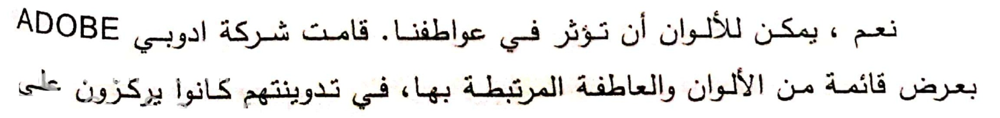 نعم ، يمكن للألوان أن تؤثر في عواطفنا. قامت شركة ادوبي ADOBE
بعرض قائمة من الألوان والعاطفة المرتبطة بها، في تدوينتهم كانوا يركزون على